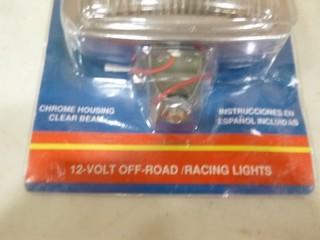 CHROME HOUSING
CLEAR BEAM
INSTRUCCIONES EN
ESPAÑOL INCLUIDAS
12-VOLT OFF-ROAD /RACING LIGHTS